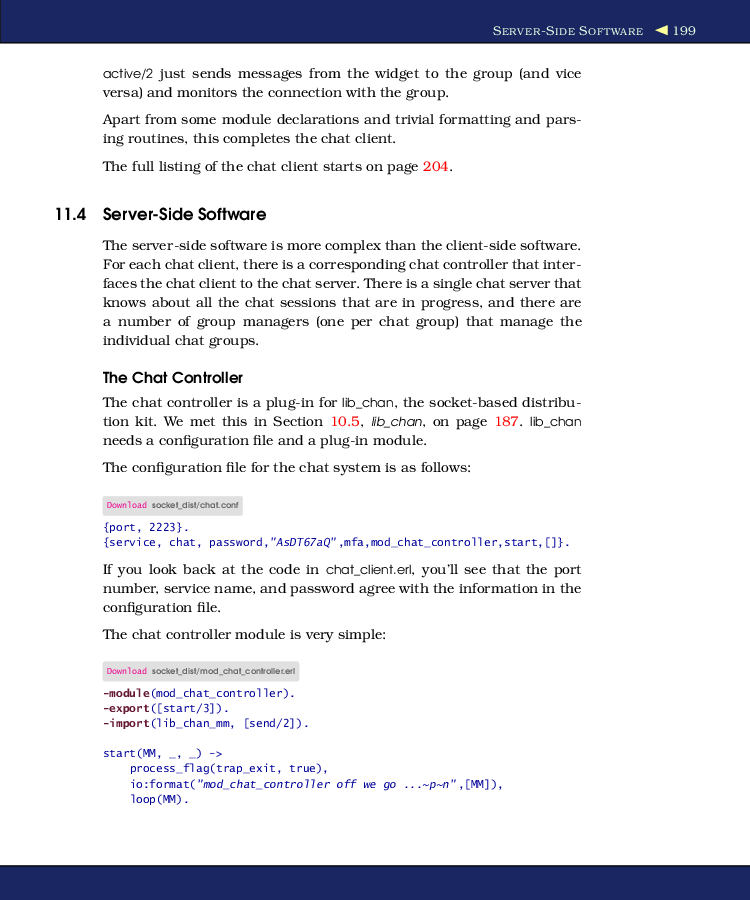 SERVER-SIDE SOFTWARE ◀ 199
active/2 just sends messages from the widget to the group (and vice
versa) and monitors the connection with the group.
Apart from some module declarations and trivial formatting and pars-
ing routines, this completes the chat client.
The full listing of the chat client starts on page 204.
11.4 Server-Side Software
The server-side software is more complex than the client-side software.
For each chat client, there is a corresponding chat controller that inter-
faces the chat client to the chat server. There is a single chat server that
knows about all the chat sessions that are in progress, and there are
a number of group managers (one per chat group) that manage the
individual chat groups.
The Chat Controller
The chat controller is a plug-in for lib_chan, the socket-based distribu-
tion kit. We met this in Section 10.5, lib_chan, on page 187. lib_chan
needs a configuration file and a plug-in module.
The configuration file for the chat system is as follows:
Download socket_dist/chat.conf
{port, 2223}.
{service, chat, password,"AsDT67aQ",mfa,mod_chat_controller,start,[]}.
If you look back at the code in chat_client.erl, you'll see that the port
number, service name, and password agree with the information in the
configuration file.
The chat controller module is very simple:
Download socket_dist/mod_chat_controller.erl
-module(mod_chat_controller).
-export([start/3]).
-import(lib_chan_mm, [send/2]).
start(MM, _, _) ->
    process_flag(trap_exit, true),
    io:format("mod_chat_controller off we go ...~p~n",[MM]),
    loop(MM).